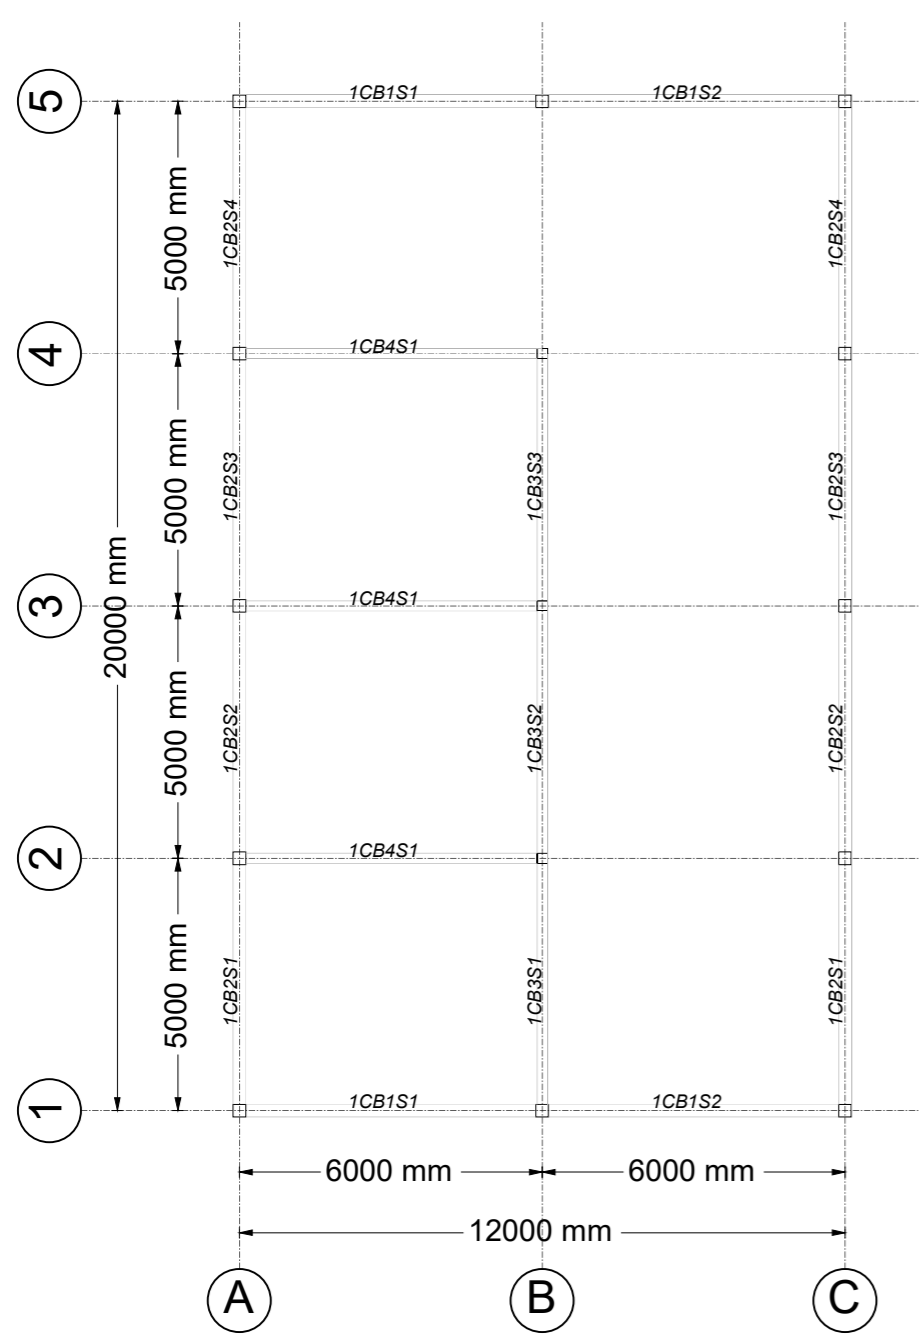 5
1CB1S1
1CB1S2
5000 mm
1CB2S4
1CB2S4
4
1CB4S1
20000 mm
5000 mm
1CB2S3
1CB3S3
1CB2S3
3
1CB4S1
5000 mm
1CB2S2
1CB3S2
1CB2S2
2
1CB4S1
5000 mm
1CB2S1
1CB3S1
1CB2S1
1
1CB1S1
1CB1S2
6000 mm
6000 mm
12000 mm
A
B
C